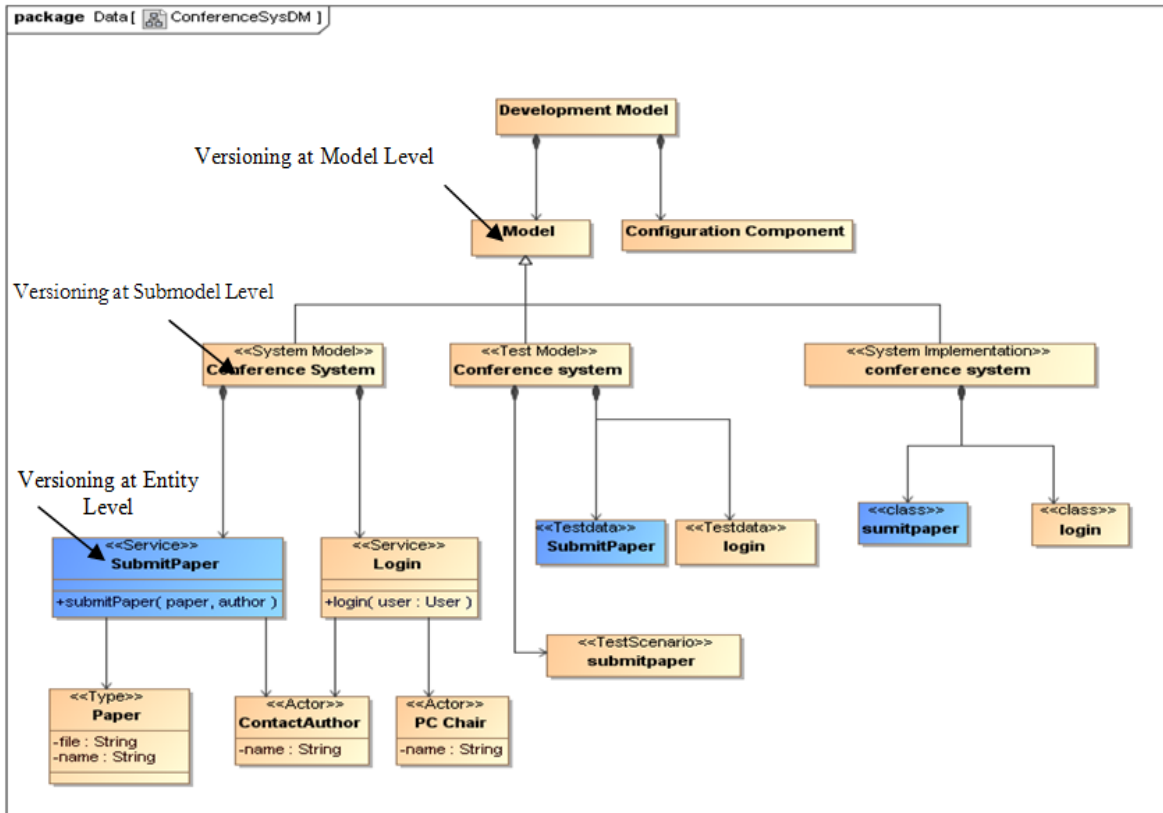 package Data[ ConferenceSysDM ]
Development Model
Versioning at Model Level
Model
Configuration Component
Versioning at Submodel Level
<<System Model>>
Conference System
<<Test Model>>
Conference system
<<System Implementation>>
conference system
Versioning at Entity
Level
<<Service>>
SubmitPaper
+submitPaper( paper, author )
<<Service>>
Login
+login( user : User )
<<Testdata>>
SubmitPaper
<<Testdata>>
login
<<class>>
sumitpaper
<<class>>
login
<<TestScenario>>
submitpaper
<<Type>>
Paper
-file : String
-name : String
<<Actor>>
ContactAuthor
-name : String
<<Actor>>
PC Chair
-name : String